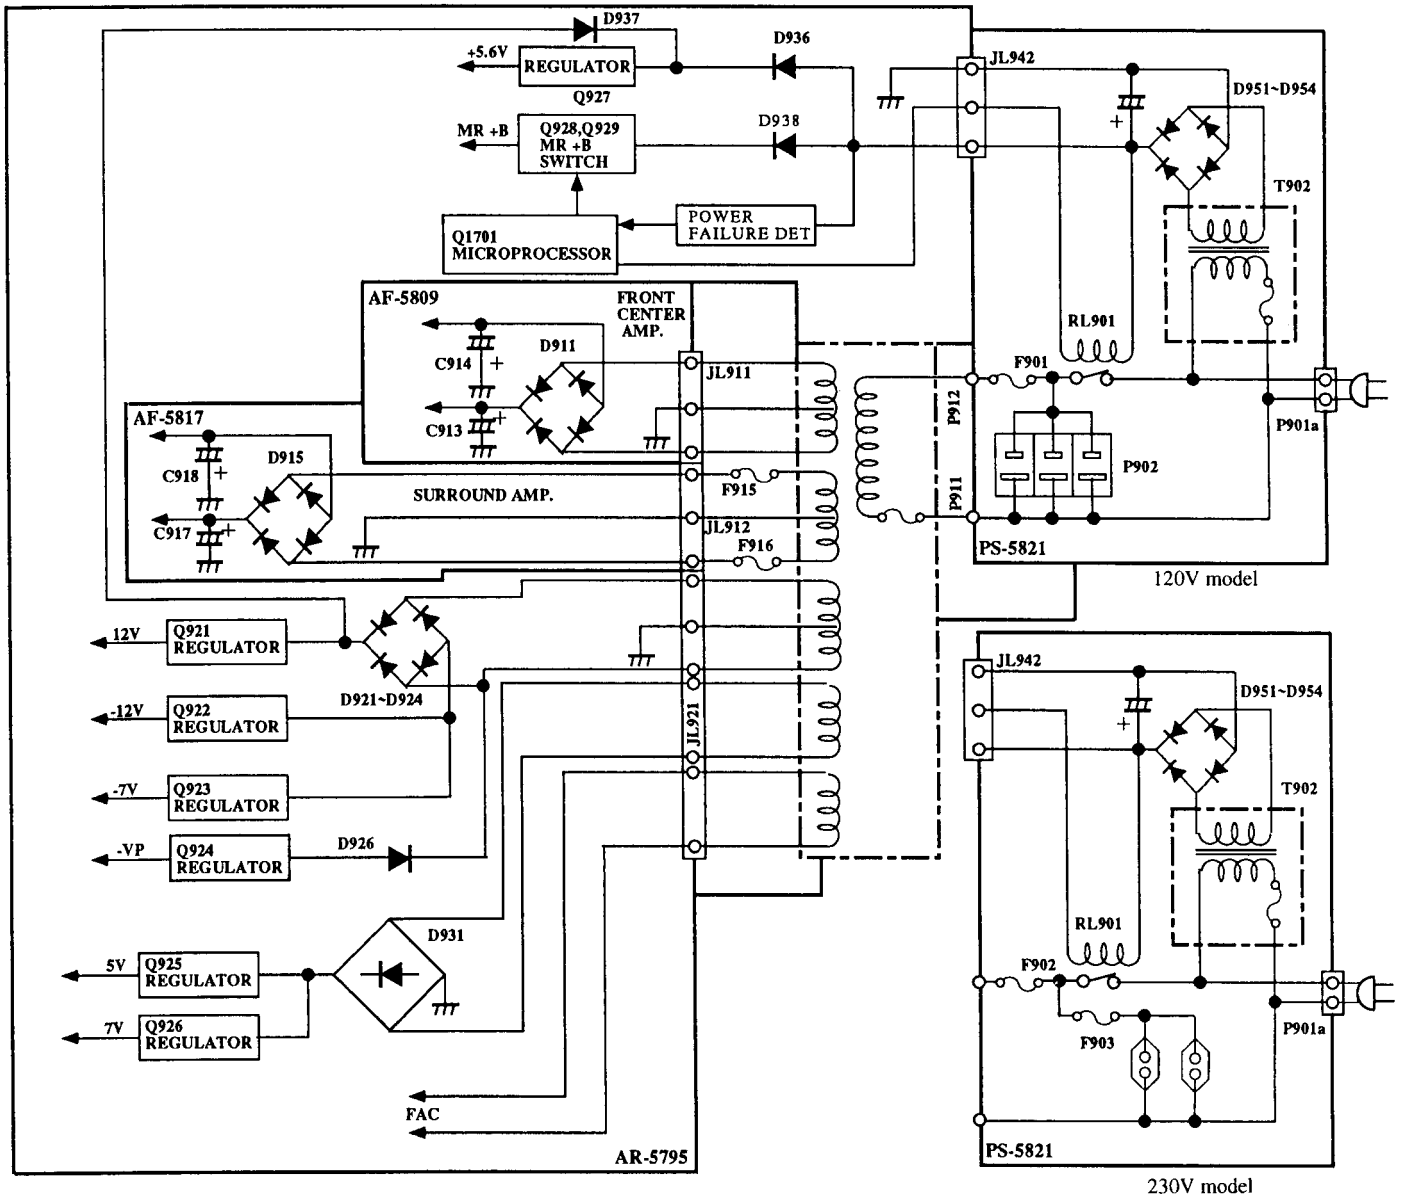 D937
+5.6V
REGULATOR
Q927
D936
JL942
D951~D954
+
MR +B
Q928,Q929
MR +B
SWITCH
D938
T902
POWER
FAILURE DET
Q1701
MICROPROCESSOR
AF-5809
FRONT
CENTER
AMP.
C914
+
D911
C913
+
JL911
RL901
F901
P912
P901a
AF-5817
C918
+
D915
C917
+
SURROUND AMP.
F915
JL912
F916
P902
P911
PS-5821
120V model
12V
Q921
REGULATOR
D921~D924
-12V
Q922
REGULATOR
JL921
-7V
Q923
REGULATOR
-VP
Q924
REGULATOR
D926
D931
5V
Q925
REGULATOR
7V
Q926
REGULATOR
FAC
AR-5795
JL942
D951~D954
+
T902
RL901
F902
P901a
F903
PS-5821
230V model